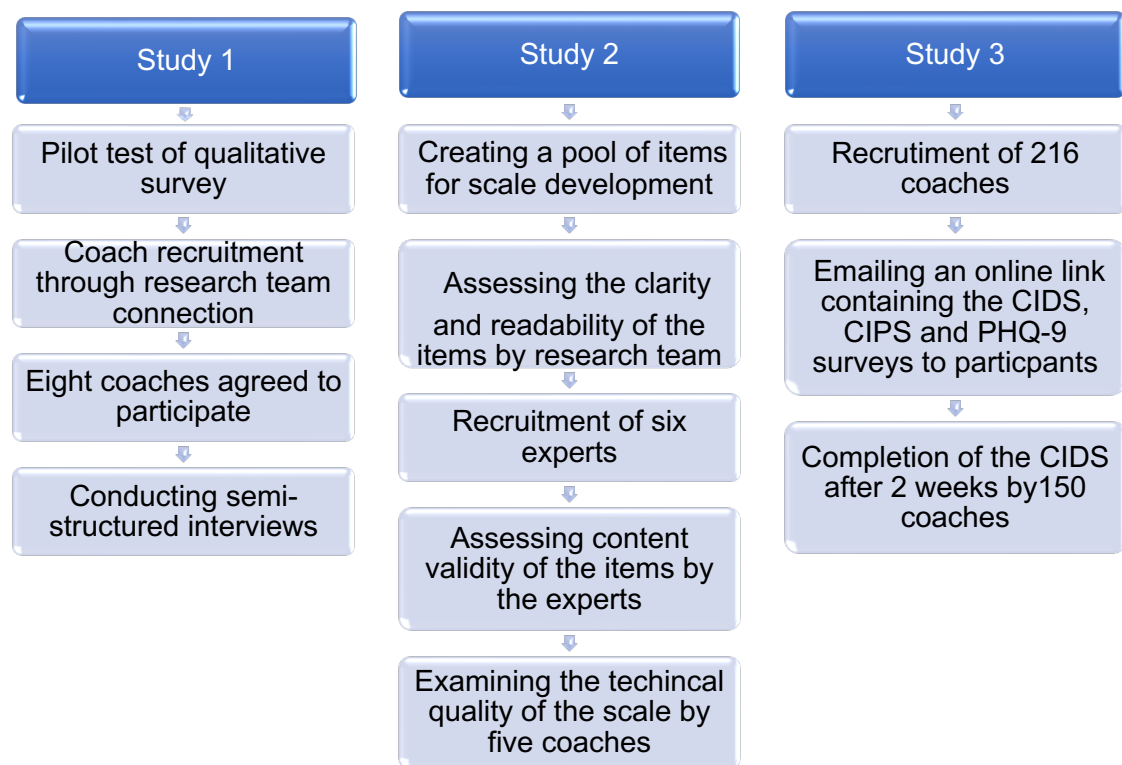 Study 1
Pilot test of qualitative
survey
Coach recruitment
through research team
connection
Eight coaches agreed to
participate
Conducting semi-
structured interviews
Study 2
Creating a pool of items
for scale development
Assessing the clarity
and readability of the
items by research team
Recruitment of six
experts
Assessing content
validity of the items by
the experts
Examining the techincal
quality of the scale by
five coaches
Study 3
Recrutiment of 216
coaches
Emailing an online link
containing the CIDS,
CIPS and PHQ-9
surveys to particpants
Completion of the CIDS
after 2 weeks by150
coaches